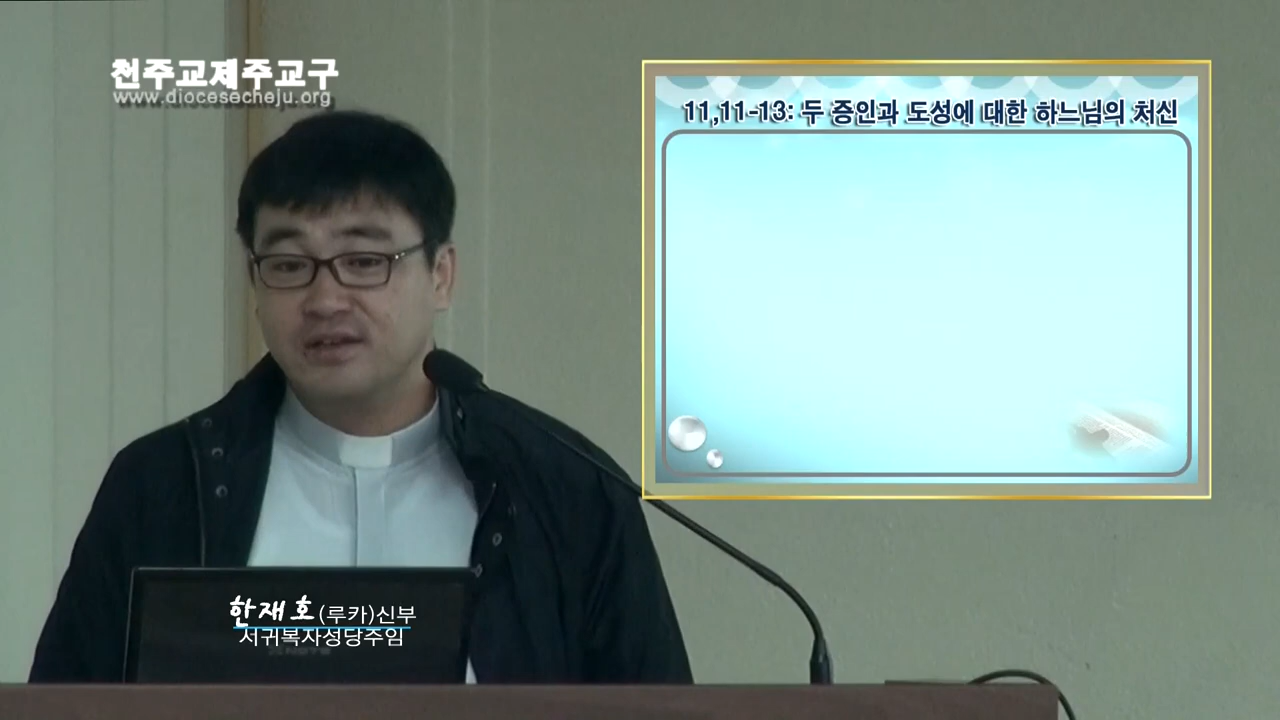 천주교제주교구
www.diocesecheju.org
11,11-13: 두 증인과 도성에 대한 하느님의 처신
한재호(루카)신부
서귀복자성당주임